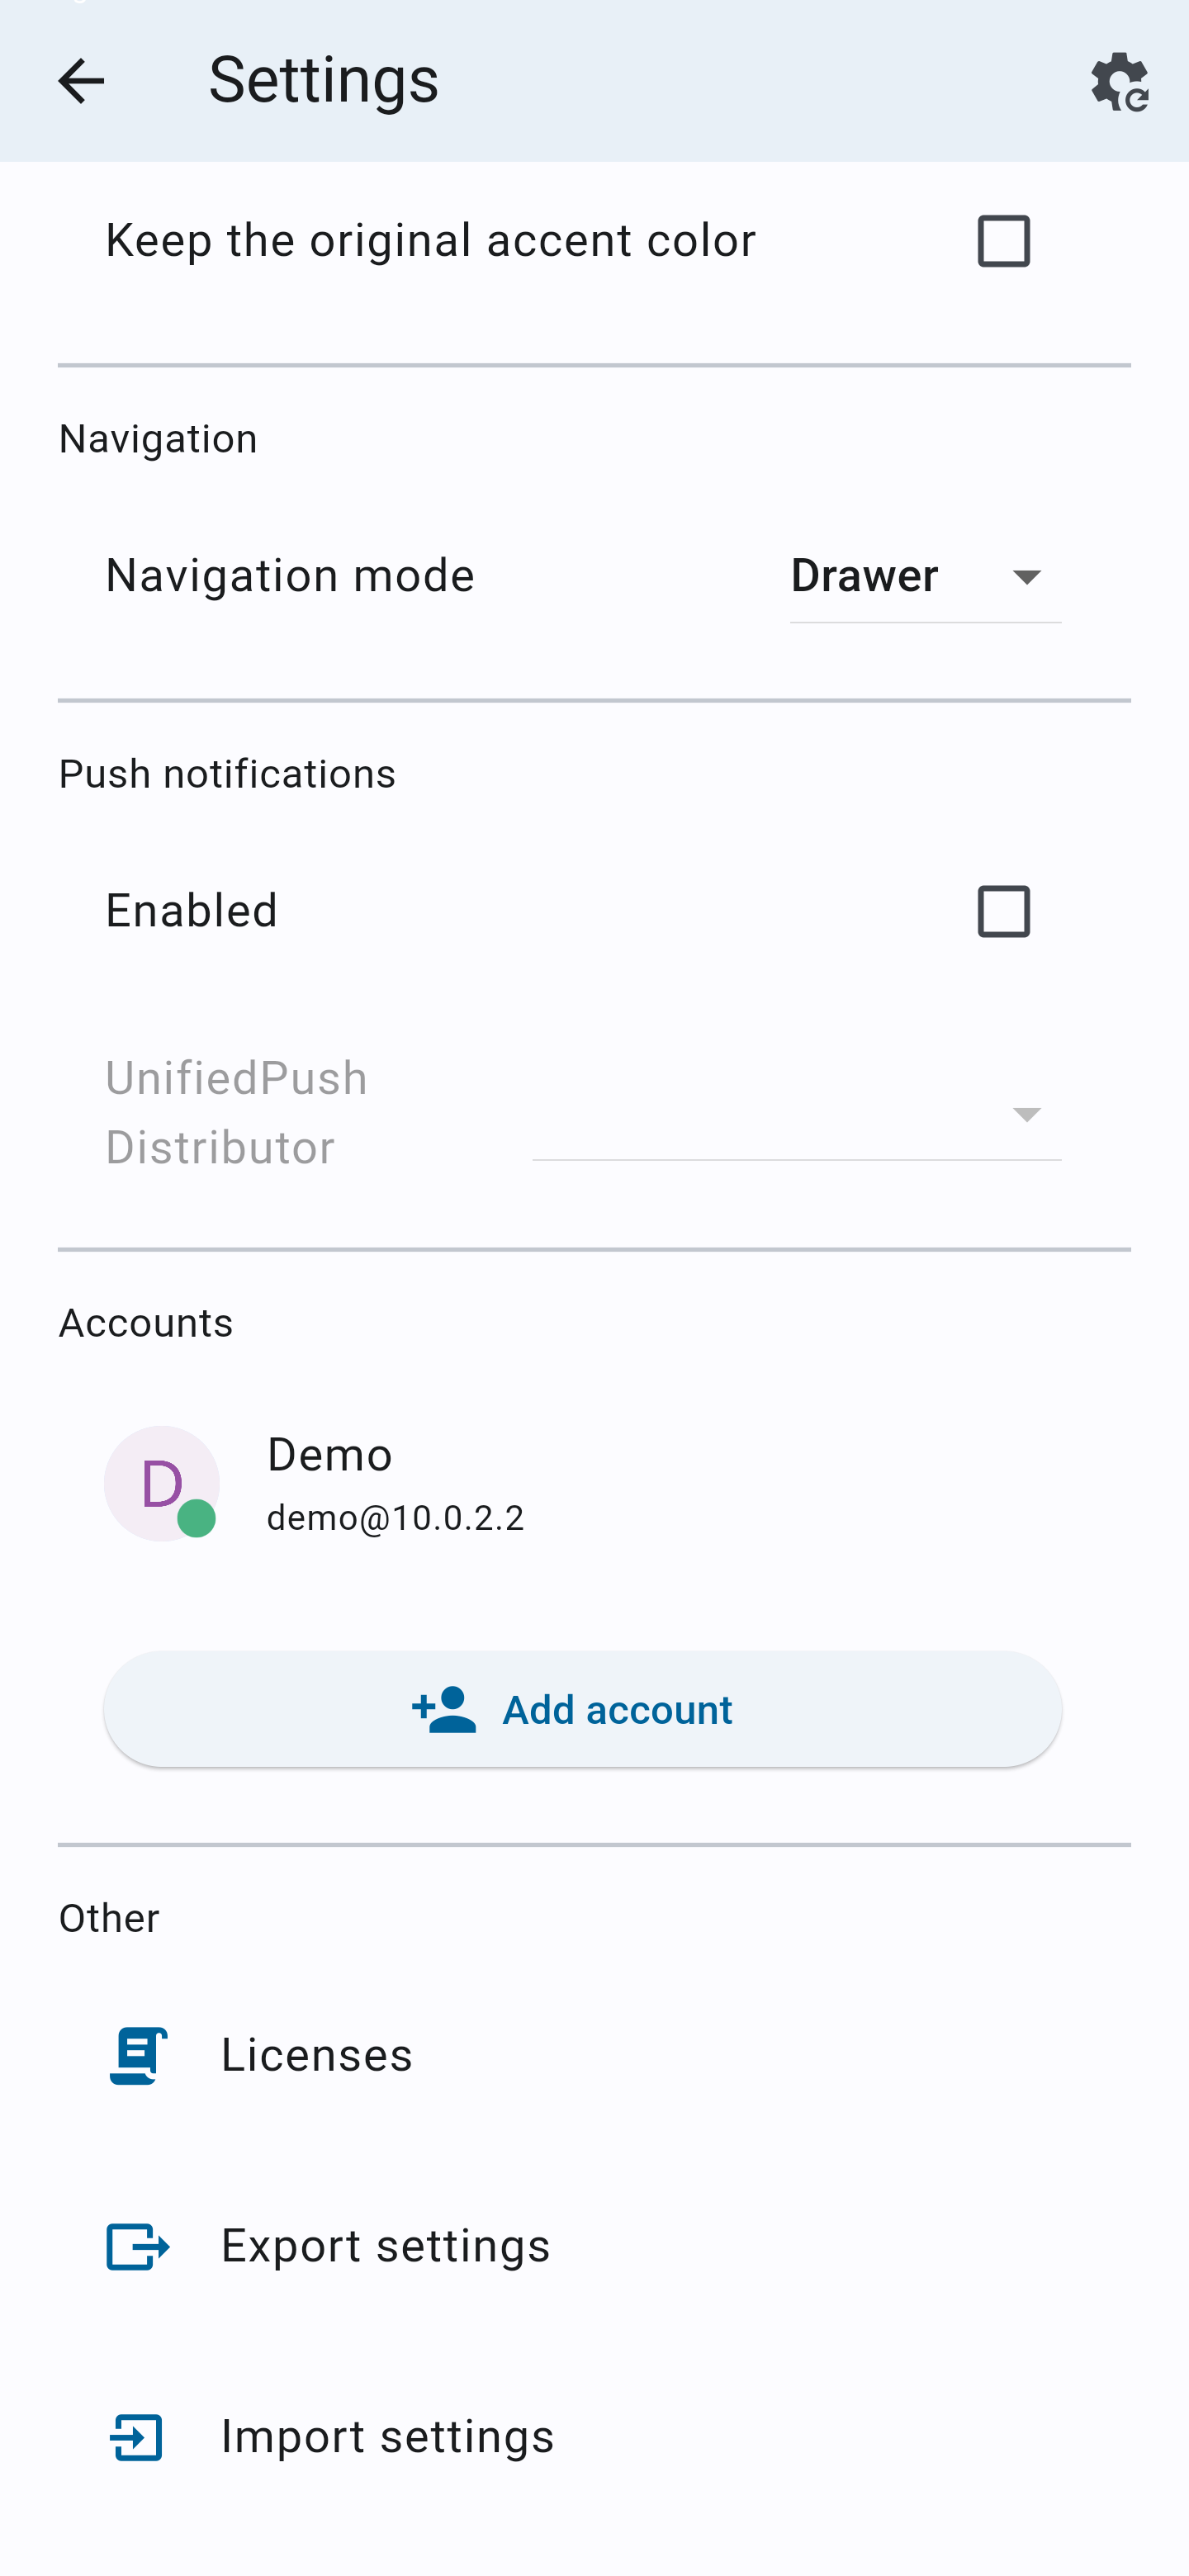 Settings
Keep the original accent color
Navigation
Navigation mode
Drawer
Push notifications
Enabled
UnifiedPush
Distributor
Accounts
D
Demo
demo@10.0.2.2
Add account
Other
Licenses
Export settings
Import settings